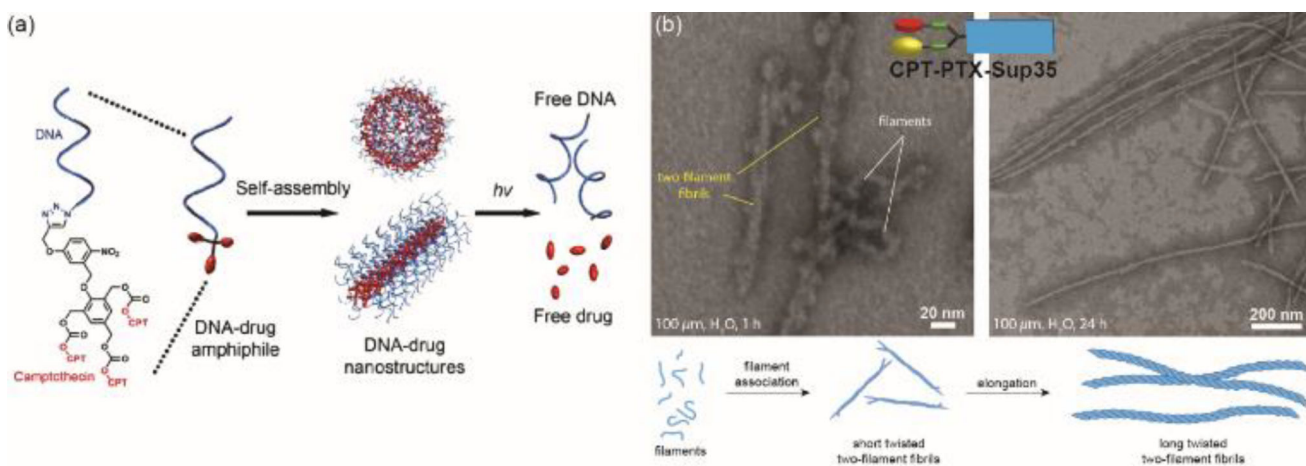 (a)
DNA
N
N
N
O
NO₂
O
O
O
O
O
CPT
O
O
O
CPT
O
O
O
CPT
Camptothecin
DNA-drug
amphiphile
Self-assembly
DNA-drug
nanostructures
hv
Free DNA
Free drug
(b)
CPT-PTX-Sup35
filaments
two-filament
fibrils
100 μm, H₂O, 1 h
20 nm
100 μm, H₂O, 24 h
200 nm
filaments
filament
association
short twisted
two-filament fibrils
elongation
long twisted
two-filament fibrils